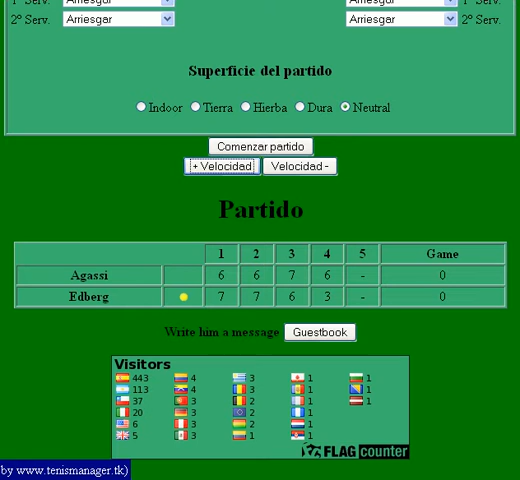 1º Serv. Arriesgar Arriesgar 1º Serv.
2º Serv. Arriesgar Arriesgar 2º Serv.
Superficie del partido
Indoor Tierra Hierba Dura Neutral
Comenzar partido
+ Velocidad Velocidad -
Partido
1 2 3 4 5 Game
Agassi 6 6 7 6 - 0
Edberg 7 7 6 3 - 0
Write him a message Guestbook
Visitors
443 4 3 1 1
113 4 3 1 1
37 3 2 1 1
20 3 2 1
6 3 2 1
5 3 1 1
FLAG counter
by www.tenismanager.tk)